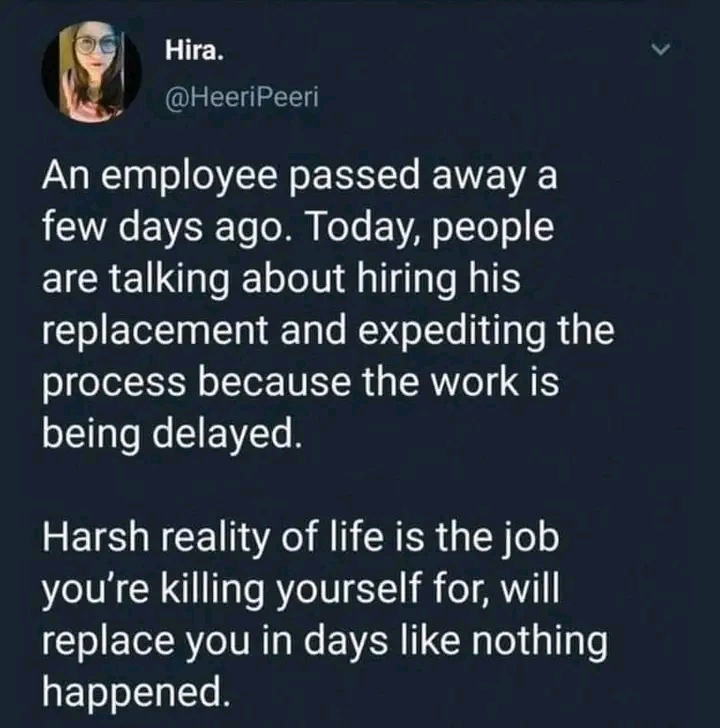 Hira.
@HeeriPeeri
An employee passed away a
few days ago. Today, people
are talking about hiring his
replacement and expediting the
process because the work is
being delayed.
Harsh reality of life is the job
you're killing yourself for, will
replace you in days like nothing
happened.